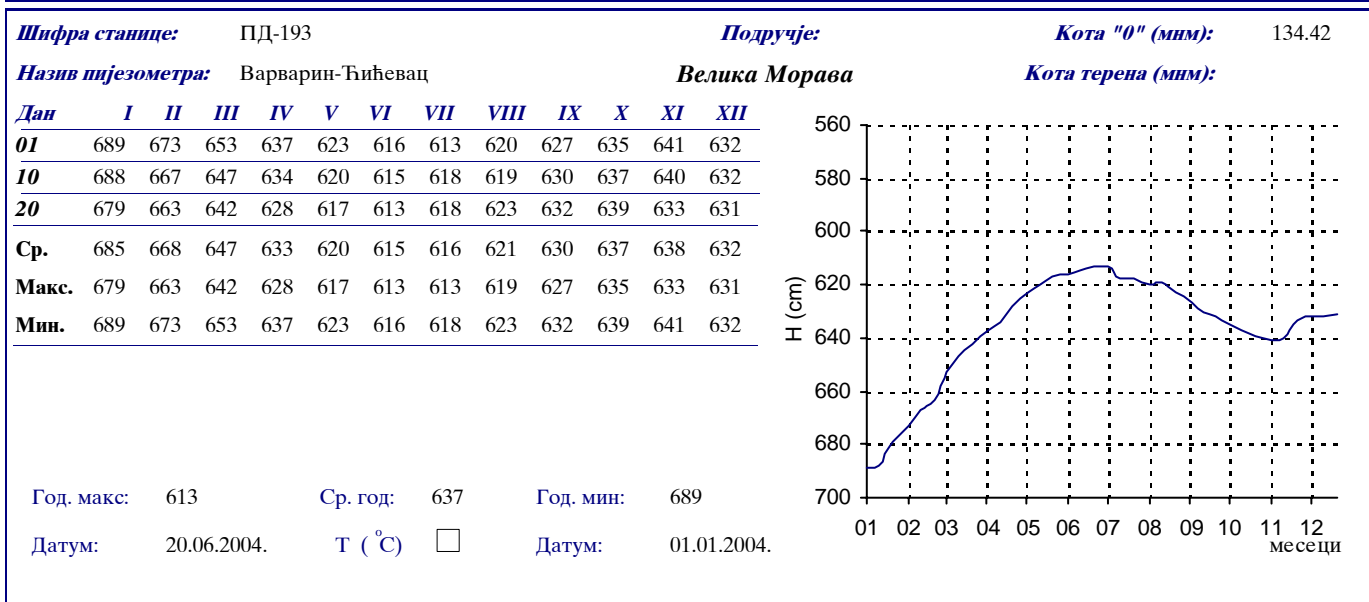 Шифра станице: ПД-193 Подручје: Кота "0" (мнм): 134.42
Назив пијезометра: Варварин-Ћићевац Велика Морава Кота терена (мнм):
Дан I II III IV V VI VII VIII IX X XI XII
01 689 673 653 637 623 616 613 620 627 635 641 632
10 688 667 647 634 620 615 618 619 630 637 640 632
20 679 663 642 628 617 613 618 623 632 639 633 631
Ср. 685 668 647 633 620 615 616 621 630 637 638 632
Макс. 679 663 642 628 617 613 613 619 627 635 633 631
Мин. 689 673 653 637 623 616 618 623 632 639 641 632
Год. макс: 613 Ср. год: 637 Год. мин: 689
Датум: 20.06.2004. Т ( °С) Датум: 01.01.2004.
560
580
600
620
640
660
680
700
H (cm)
01 02 03 04 05 06 07 08 09 10 11 12
месеци